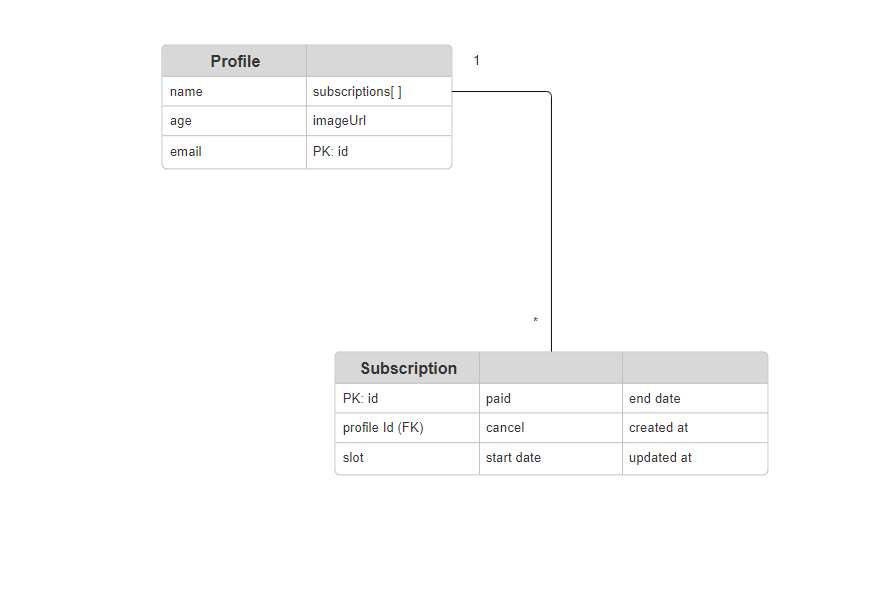 Profile
1
name subscriptions[ ]
age imageUrl
email PK: id
*
Subscription
PK: id paid end date
profile Id (FK) cancel created at
slot start date updated at